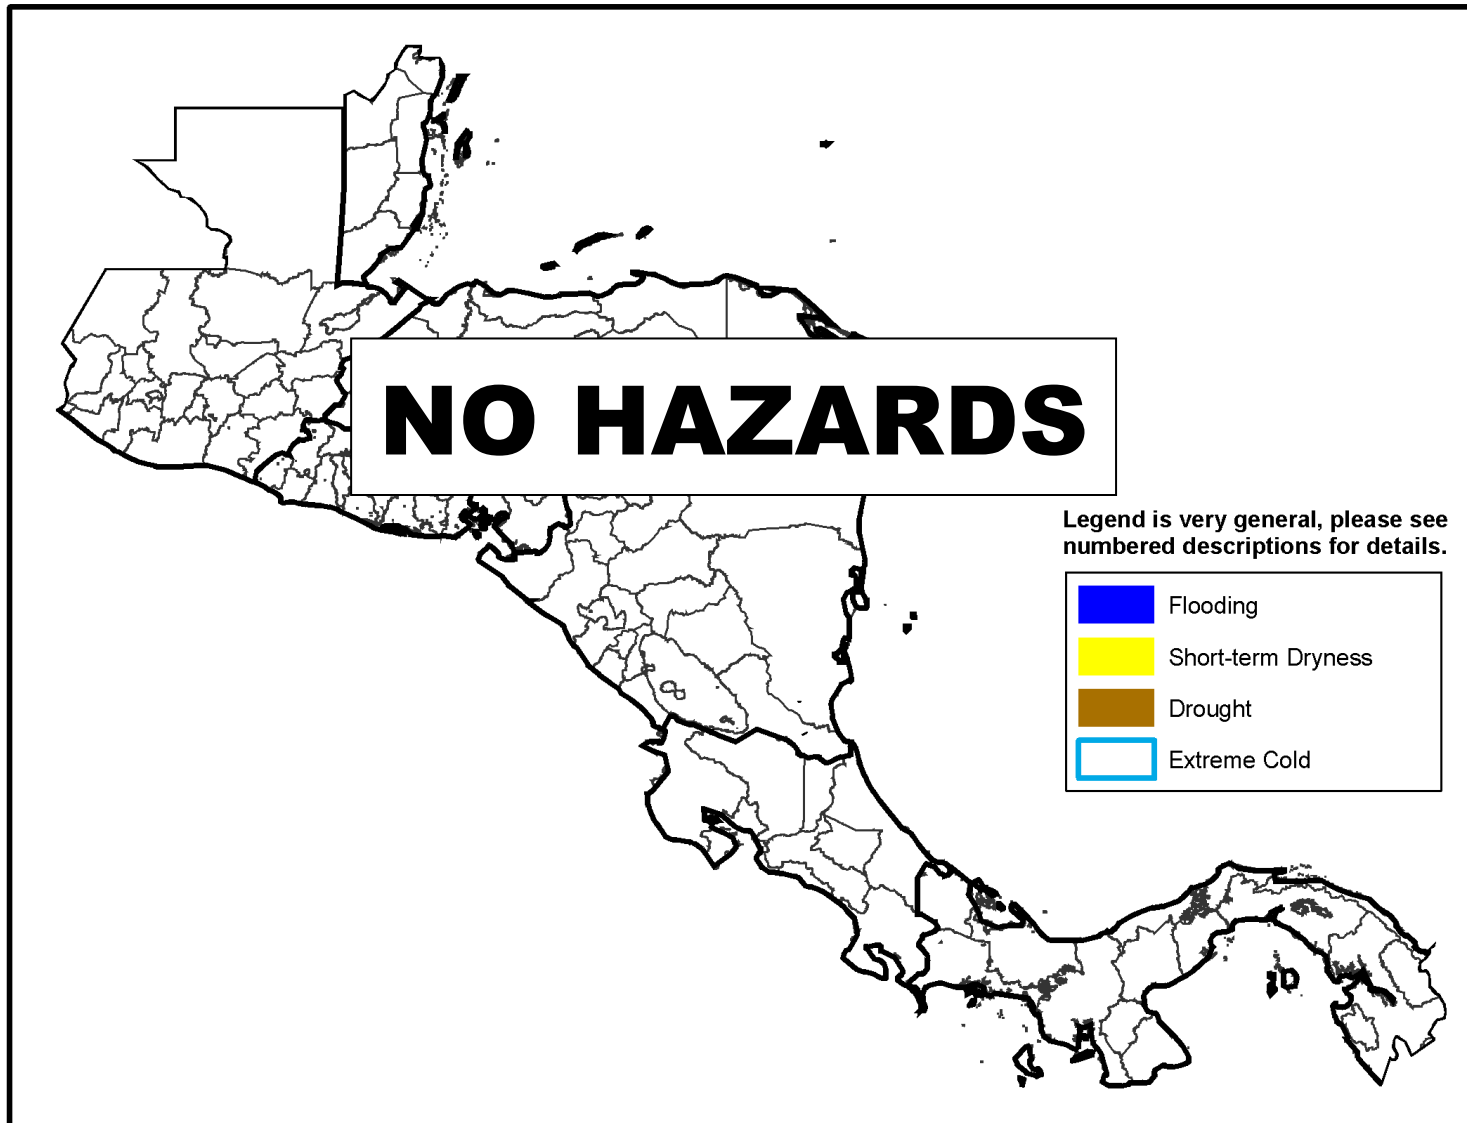 NO HAZARDS
Legend is very general, please see
numbered descriptions for details.
Flooding
Short-term Dryness
Drought
Extreme Cold